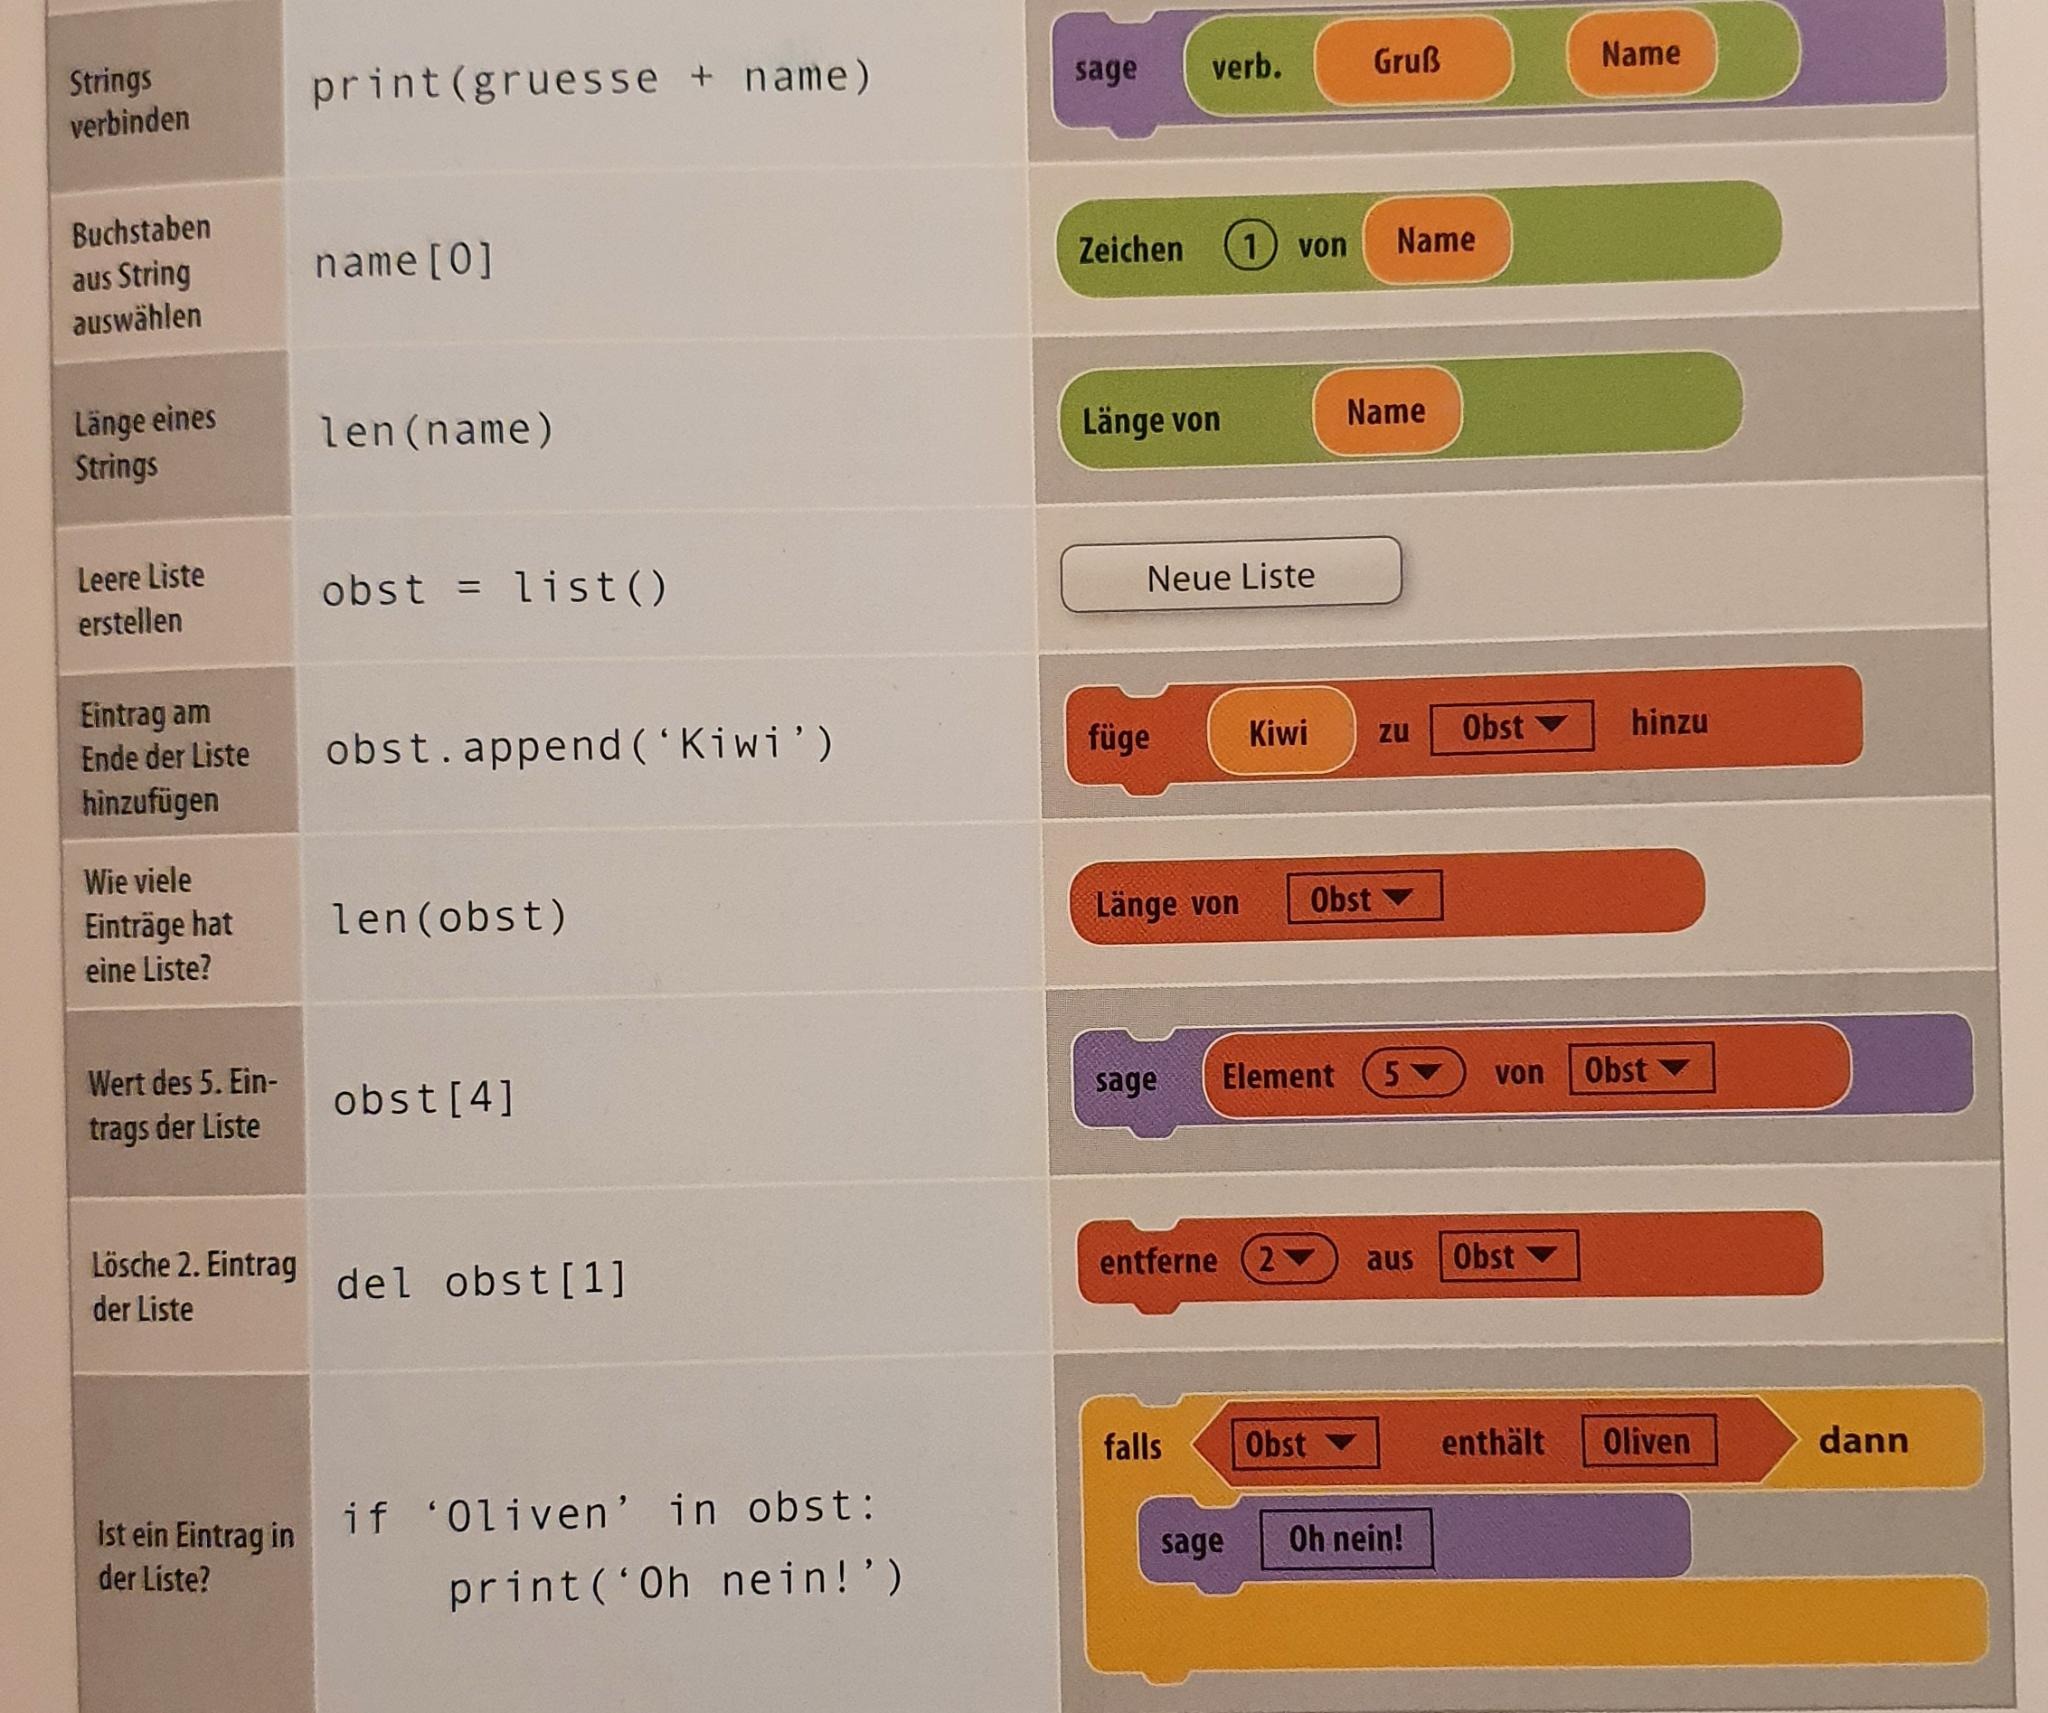 Strings
verbinden
print(gruesse + name)
sage verb. Gruß Name
Buchstaben
aus String
auswählen
name[0]
Zeichen 1 von Name
Länge eines
Strings
len(name)
Länge von Name
Leere Liste
erstellen
obst = list()
Neue Liste
Eintrag am
Ende der Liste
hinzufügen
obst.append(‘Kiwi’)
füge Kiwi zu Obst hinzu
Wie viele
Einträge hat
eine Liste?
len(obst)
Länge von Obst
Wert des 5. Ein-
trags der Liste
obst[4]
sage Element 5 von Obst
Lösche 2. Eintrag
der Liste
del obst[1]
entferne 2 aus Obst
Ist ein Eintrag in
der Liste?
if ‘Oliven’ in obst:
print(‘Oh nein!’)
falls Obst enthält Oliven dann
sage Oh nein!